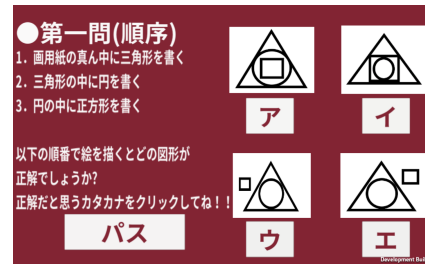 ●第一問(順序)
1. 画用紙の真ん中に三角形を書く
2. 三角形の中に円を書く
3. 円の中に正方形を書く
以下の順番で絵を描くとどの図形が
正解でしょうか?
正解だと思うカタカナをクリックしてね!!
パス
ア
イ
ウ
エ
Development Buil